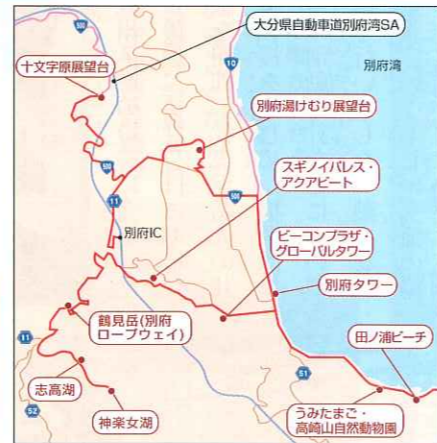 大分県自動車道別府湾SA
500
十文字原展望台
10
別府湾
別府湯けむり展望台
500
11
500
スギノイパレス・
アクアビート
別府IC
ビーコンプラザ・
グローバルタワー
別府タワー
鶴見岳(別府
ロープウェイ)
11
田ノ浦ビーチ
志高湖
51
52
神楽女湖
うみたまご・
高崎山自然動物園